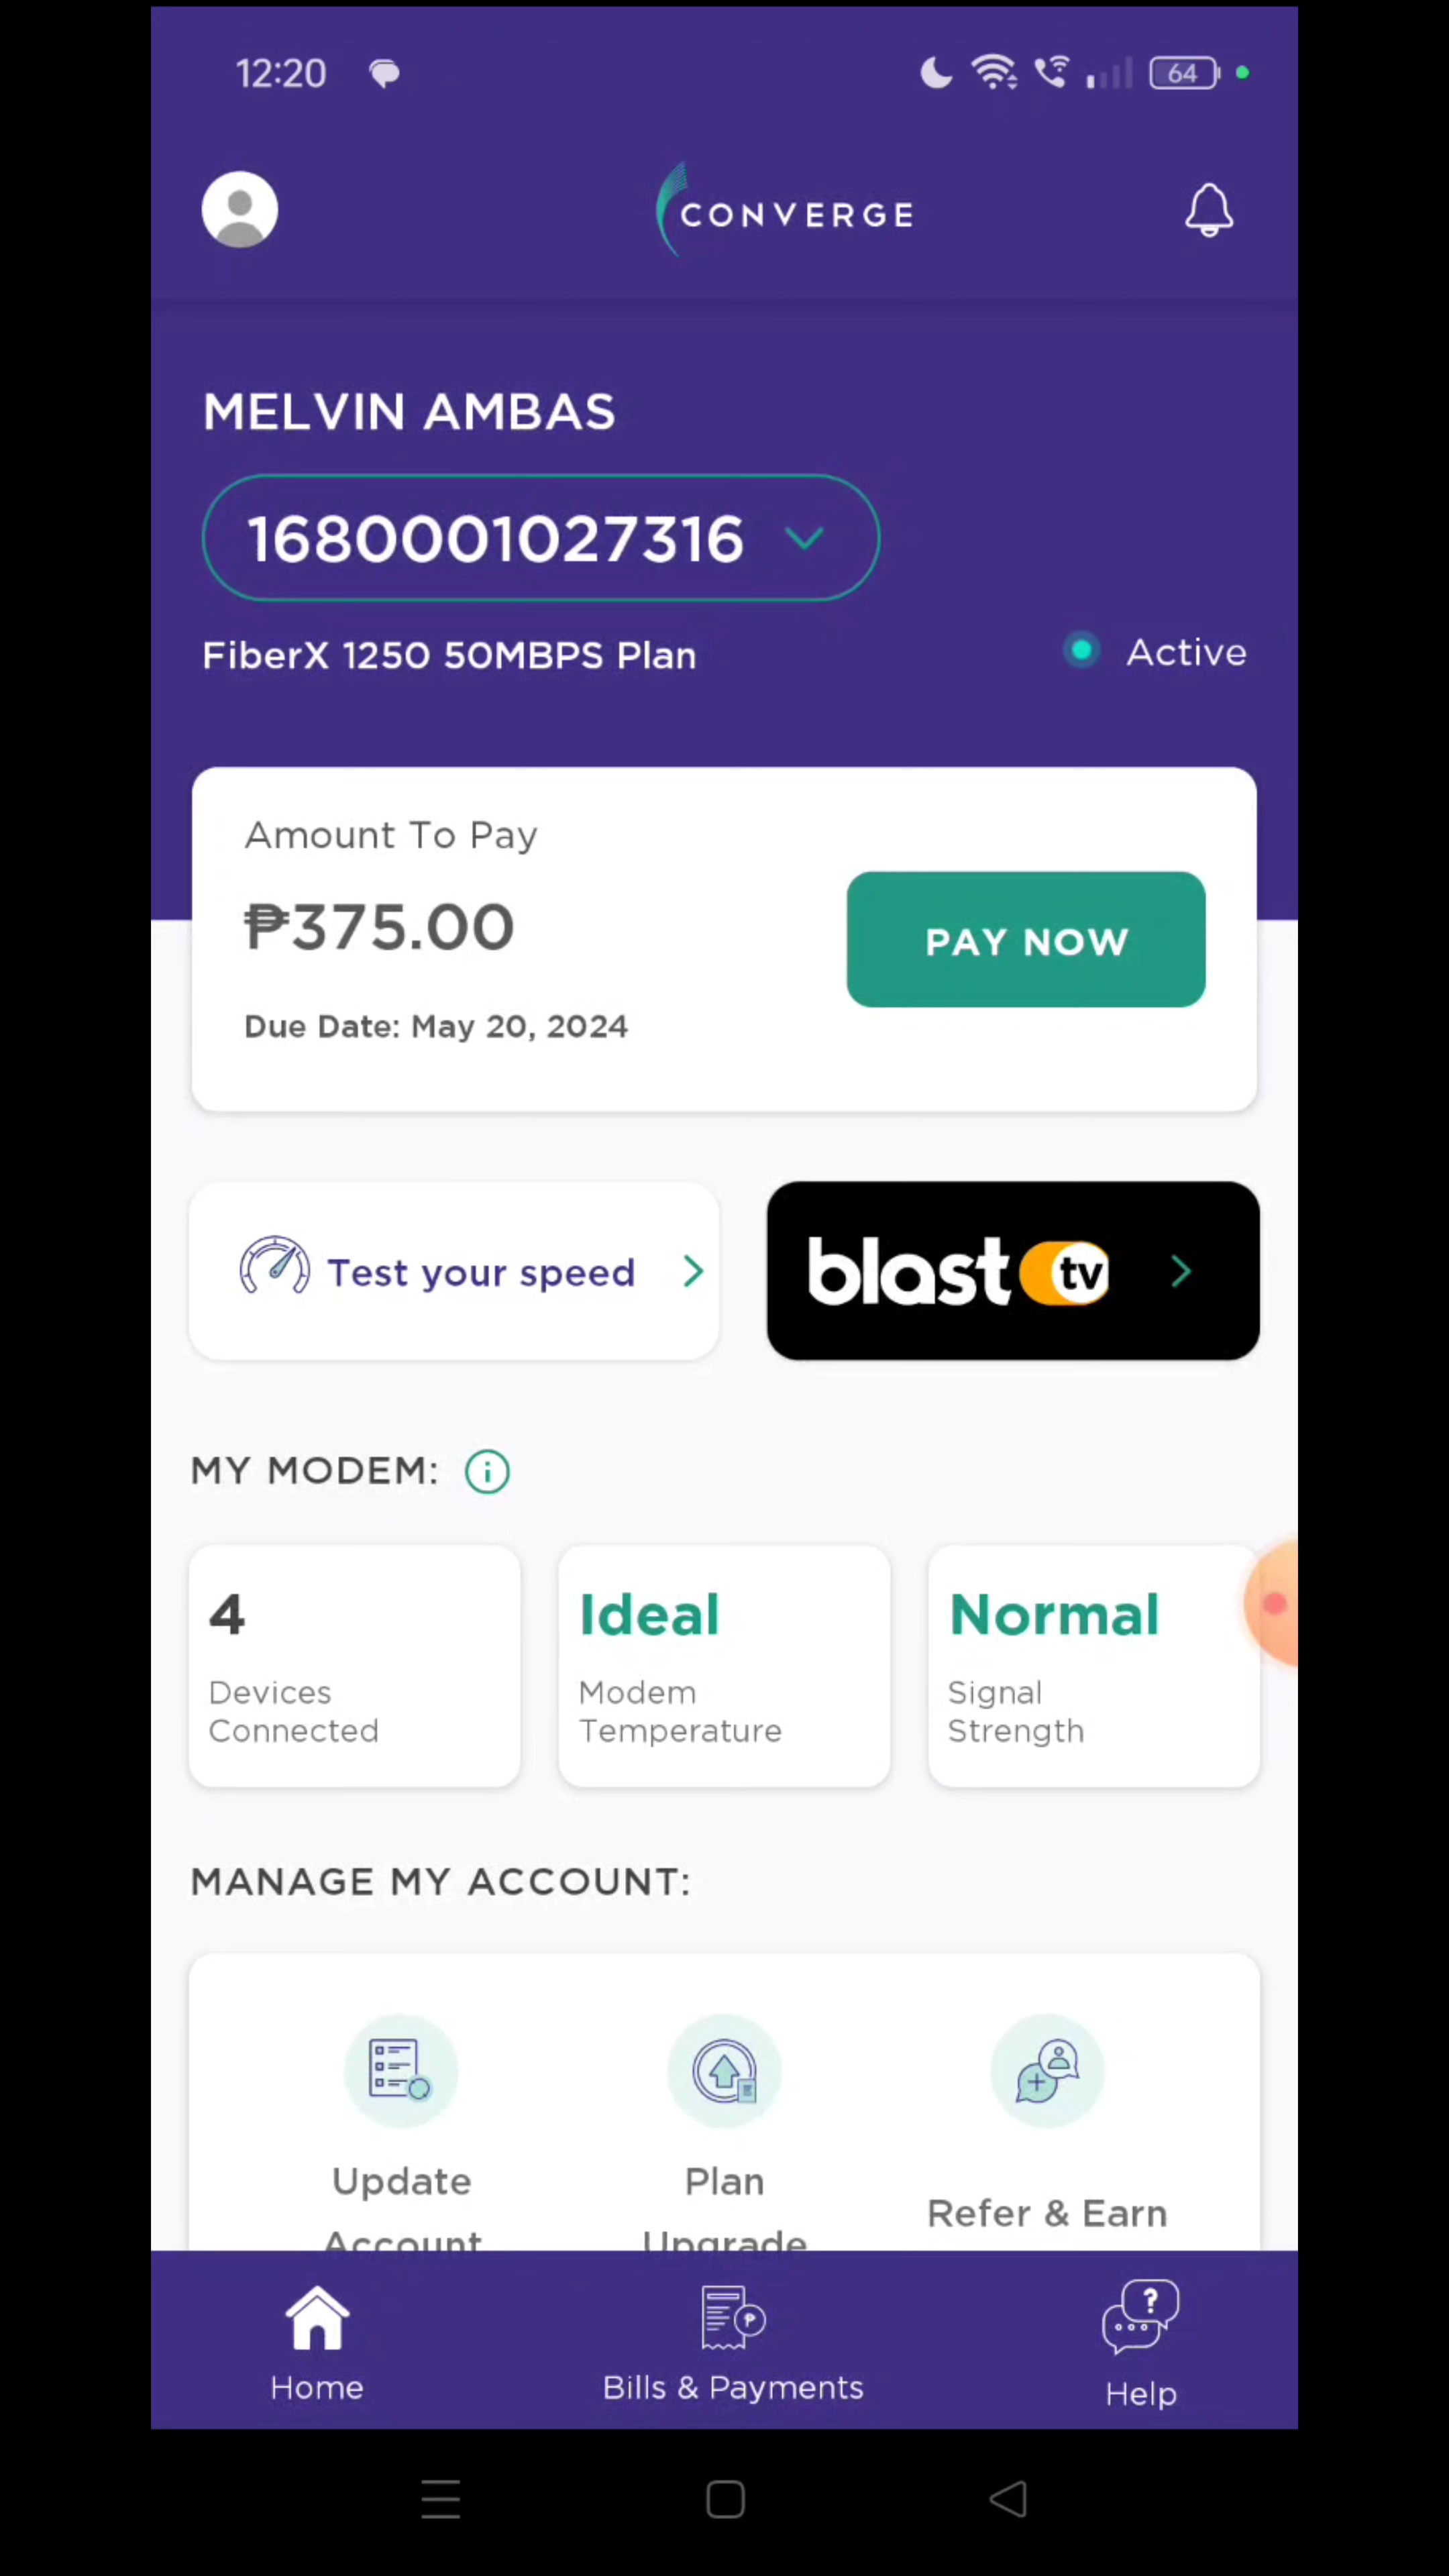 12:20
64
CONVERGE
MELVIN AMBAS
1680001027316
FiberX 1250 50MBPS Plan
Active
Amount To Pay
₱375.00
PAY NOW
Due Date: May 20, 2024
Test your speed
blast tv
MY MODEM:
4
Ideal
Normal
Devices
Connected
Modem
Temperature
Signal
Strength
MANAGE MY ACCOUNT:
Update
Account
Plan
Upgrade
Refer & Earn
Home
Bills & Payments
Help